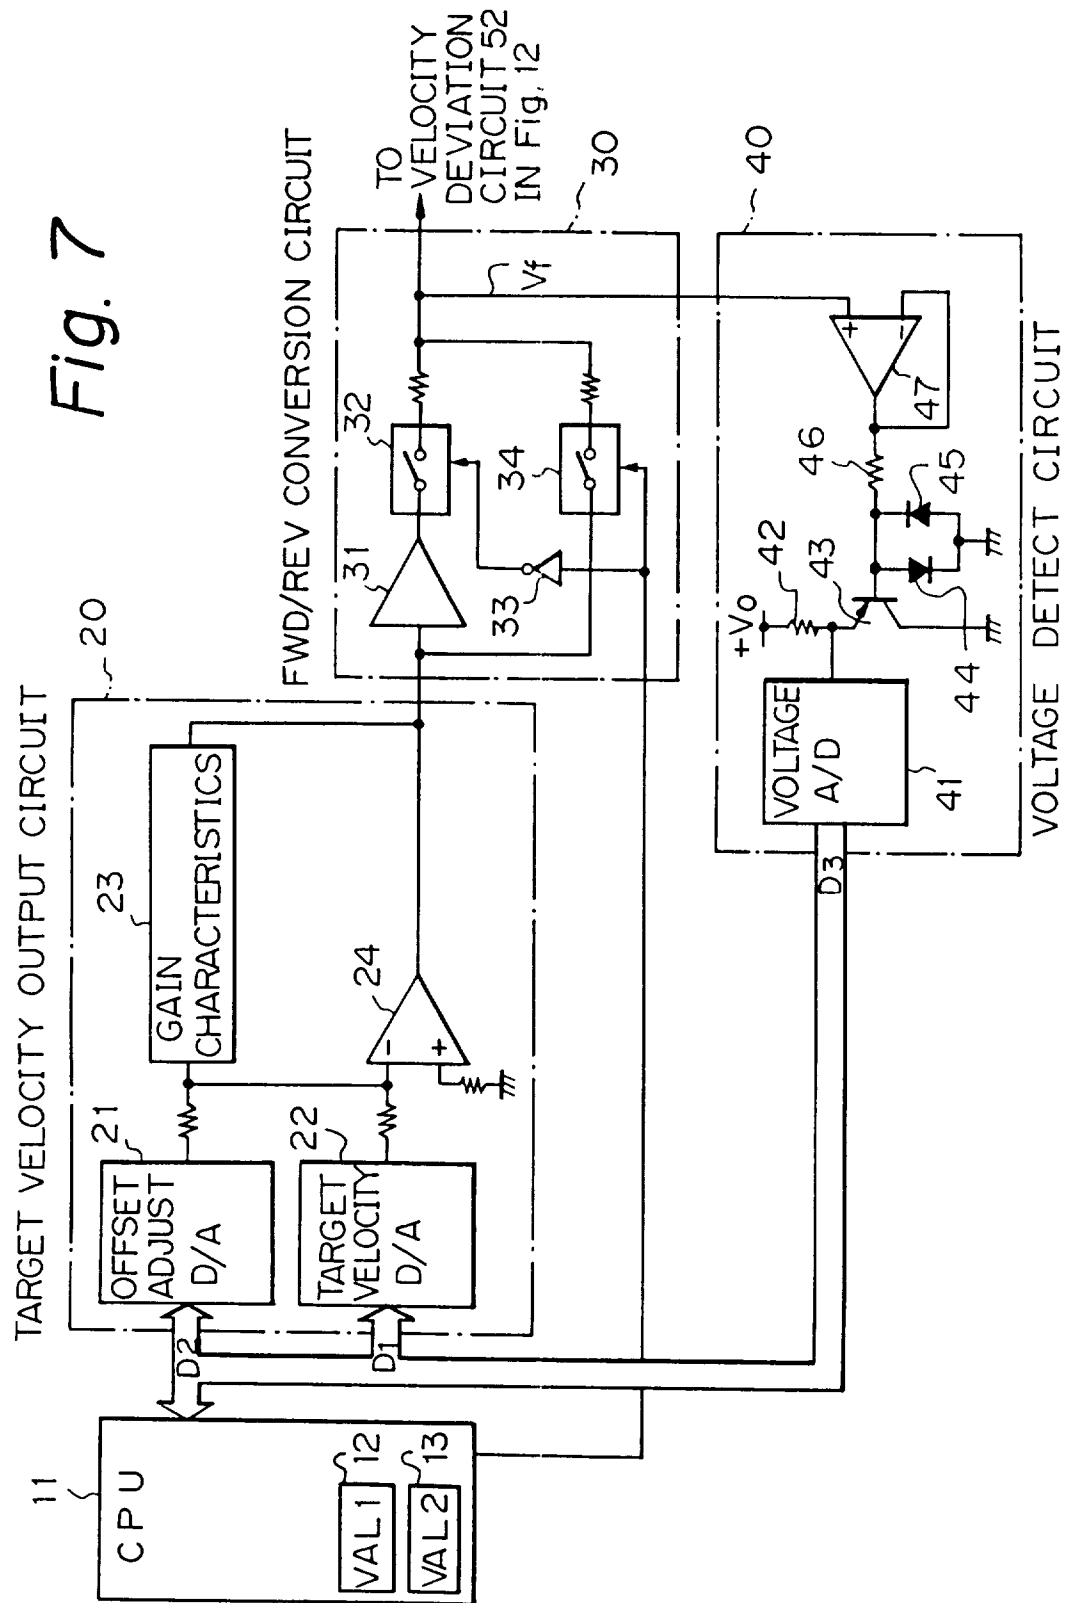 Fig. 7
TARGET VELOCITY OUTPUT CIRCUIT
20
FWD/REV CONVERSION CIRCUIT
TO
VELOCITY
DEVIATION
CIRCUIT 52
IN Fig. 12
30
11
CPU
VAL1
12
VAL2
13
D2
D1
OFFSET
ADJUST
D/A
21
TARGET
VELOCITY
D/A
22
GAIN
CHARACTERISTICS
23
24
-
+
31
32
33
34
Vf
40
VOLTAGE
A/D
41
D3
+Vo
42
43
44
45
46
47
+
-
VOLTAGE DETECT CIRCUIT